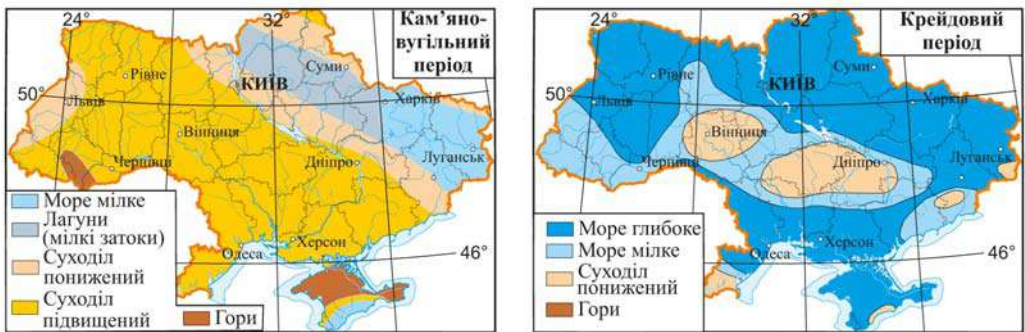 24°
32°
Кам’яно-
вугільний
період
Рівне
Суми
КИЇВ
50°
Львів
Харків
Вінниця
Луганськ
Чернівці
Дніпро
Море мілке
Лагуни
(мілкі затоки)
Суходіл
понижений
Суходіл
підвищений
Гори
Одеса
Херсон
46°
24°
32°
Крейдовий
період
Рівне
Суми
КИЇВ
50°
Львів
Харків
Вінниця
Луганськ
Чернівці
Дніпро
Море глибоке
Море мілке
Суходіл
понижений
Гори
Одеса
Херсон
46°